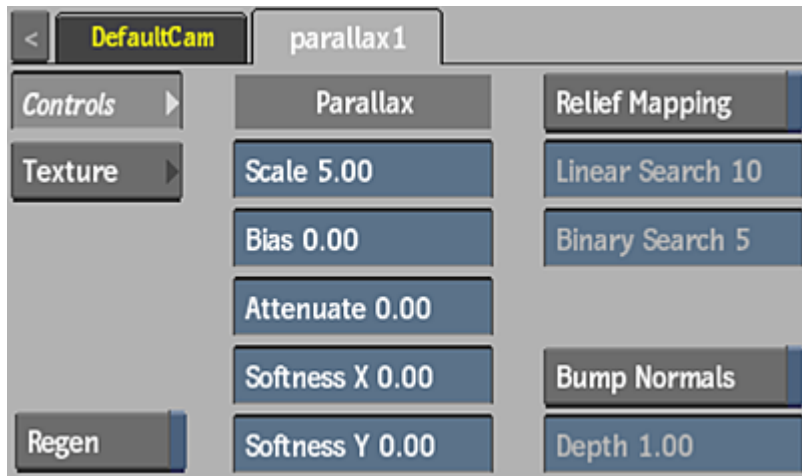 < DefaultCam parallax1
Controls Parallax Relief Mapping
Texture Scale 5.00 Linear Search 10
Bias 0.00 Binary Search 5
Attenuate 0.00
Softness X 0.00 Bump Normals
Regen Softness Y 0.00 Depth 1.00